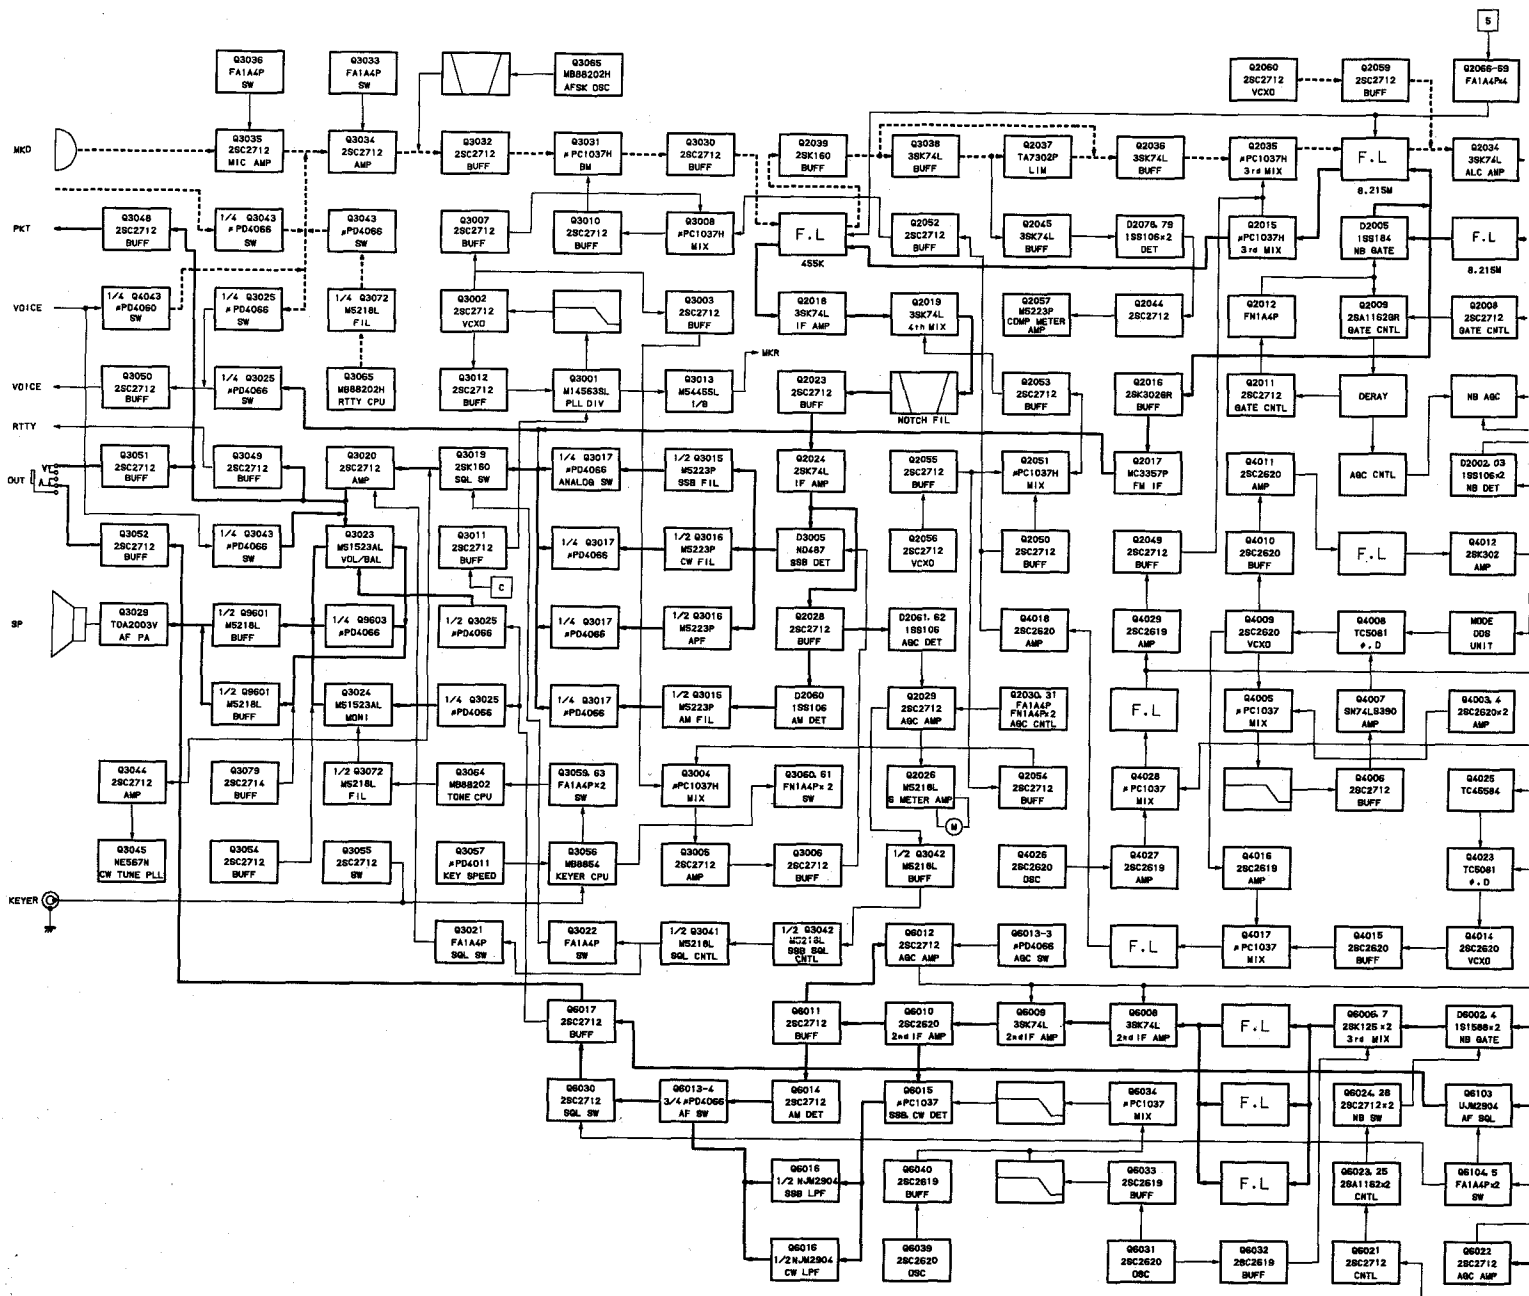 5
Q3036
FA1A4P
SW
Q3033
FA1A4P
SW
Q3065
MB88202H
AFSK OSC
Q2060
2SC2712
VCXO
Q2059
2SC2712
BUFF
Q2066-69
FA1A4P×4
MKO
Q3035
2SC2712
MIC AMP
Q3034
2SC2712
AMP
Q3032
2SC2712
BUFF
Q3031
μPC1037H
BM
Q3030
2SC2712
BUFF
Q2039
2SK160
BUFF
Q3038
3SK74L
BUFF
Q2037
TA7302P
LIM
Q2036
3SK74L
BUFF
Q2035
μPC1037H
3rd MIX
F.L
8.215M
Q2034
3SK74L
ALC AMP
PKT
Q3048
2SC2712
BUFF
1/4 Q3043
μPD4066
SW
Q3043
μPD4066
SW
Q3007
2SC2712
BUFF
Q3010
2SC2712
BUFF
Q3008
μPC1037H
MIX
F.L
455K
Q2052
2SC2712
BUFF
Q2045
3SK74L
BUFF
D2078.79
1SS106×2
DET
Q2015
μPC1037H
3rd MIX
D2005
1SS184
NB GATE
F.L
8.215M
VOICE
1/4 Q4043
μPD4060
SW
1/4 Q3025
μPD4066
SW
1/4 Q3072
M5218L
FIL
Q3002
2SC2712
VCXO
Q3003
2SC2712
BUFF
Q2018
3SK74L
IF AMP
Q2019
3SK74L
4th MIX
Q2057
M5223P
COMP METER
AMP
Q2044
2SC2712
Q2012
FN1A4P
Q2009
2SA1162GR
GATE CNTL
Q2008
2SC2712
GATE CNTL
MKR
VOICE
Q3050
2SC2712
BUFF
1/4 Q3025
μPD4066
SW
Q3065
MB88202H
RTTY CPU
Q3012
2SC2712
BUFF
Q3001
M14563SL
PLL DIV
Q3013
M5445SL
1/8
Q2023
2SC2712
BUFF
NOTCH FIL
Q2053
2SC2712
BUFF
Q2016
2SK302GR
BUFF
Q2011
2SC2712
GATE CNTL
DERAY
NB AGC
RTTY
OUT
V
A
Q3051
2SC2712
BUFF
Q3049
2SC2712
BUFF
Q3020
2SC2712
AMP
Q3019
2SK160
SQL SW
1/4 Q3017
μPD4066
ANALOG SW
1/2 Q3015
M5223P
SSB FIL
Q2024
2SK74L
IF AMP
Q2055
2SC2712
BUFF
Q2051
μPC1037H
MIX
Q2017
MC3357P
FM IF
Q4011
2SC2620
AMP
AGC CNTL
D2002.03
1SS106×2
NB DET
Q3052
2SC2712
BUFF
1/4 Q3043
μPD4066
SW
Q3023
M51523AL
VOL/BAL
Q3011
2SC2712
BUFF
C
1/4 Q3017
μPD4066
1/2 Q3016
M5223P
CW FIL
D3005
ND487
SSB DET
Q2056
2SC2712
VCXO
Q2050
2SC2712
BUFF
Q2049
2SC2712
BUFF
Q4010
2SC2620
BUFF
F.L
Q4012
2SK302
AMP
SP
Q3029
TDA2003V
AF PA
1/2 Q9601
M5218L
BUFF
1/4 Q9603
μPD4066
1/2 Q3025
μPD4066
1/4 Q3017
μPD4066
1/2 Q3016
M5223P
APF
Q2028
2SC2712
BUFF
D2061.62
1SS106
AGC DET
Q4018
2SC2620
AMP
Q4029
2SC2619
AMP
Q4009
2SC2620
VCXO
Q4008
TC5081
φ.D
MODE
DDS
UNIT
1/2 Q9601
M5218L
BUFF
Q3024
M51523AL
MONI
1/4 Q3025
μPD4066
1/4 Q3017
μPD4066
1/2 Q3015
M5223P
AM FIL
D2060
1SS106
AM DET
Q2029
2SC2712
AGC AMP
Q2030.31
FA1A4P
FN1A4P×2
AGC CNTL
F.L
Q4005
μPC1037
MIX
Q4007
SN74LS390
AMP
Q4003.4
2SC2620×2
AMP
Q3044
2SC2712
AMP
Q3079
2SC2714
BUFF
1/2 Q3072
M5218L
FIL
Q3064
MB88202
TONE CPU
Q3059.63
FA1A4P×2
SW
Q3004
μPC1037H
MIX
Q3060.61
FN1A4P×2
SW
Q2026
M5218L
S METER AMP
M
Q2054
2SC2712
BUFF
Q4028
μPC1037
MIX
Q4006
2SC2712
BUFF
Q4025
TC45584
Q3045
NE567N
CW TUNE PLL
Q3054
2SC2712
BUFF
Q3055
2SC2712
SW
Q3057
μPD4011
KEY SPEED
Q3056
MB8854
KEYER CPU
Q3005
2SC2712
AMP
Q3006
2SC2712
BUFF
1/2 Q3042
M5218L
BUFF
Q4026
2SC2620
OSC
Q4027
2SC2619
AMP
Q4016
2SC2619
AMP
Q4023
TC5081
φ.D
KEYER
Q3021
FA1A4P
SQL SW
Q3022
FA1A4P
SW
1/2 Q3041
M5218L
SQL CNTL
1/2 Q3042
M5218L
SSB SQL
CNTL
Q6012
2SC2712
AGC AMP
Q6013-3
μPD4066
AGC SW
F.L
Q4017
μPC1037
MIX
Q4015
2SC2620
BUFF
Q4014
2SC2620
VCXO
Q6017
2SC2712
BUFF
Q6011
2SC2712
BUFF
Q6010
2SC2620
2nd IF AMP
Q6009
3SK74L
2nd IF AMP
Q6008
3SK74L
2nd IF AMP
F.L
Q6006.7
2SK125×2
3rd MIX
D6002.4
1S1588×2
NB GATE
Q6030
2SC2712
SQL SW
Q6013-4
3/4 μPD4066
AF SW
Q6014
2SC2712
AM DET
Q6015
μPC1037
SSB.CW DET
Q6034
μPC1037
MIX
F.L
Q6024.28
2SC2712×2
NB SW
Q6103
UJM2904
AF SQL
Q6016
1/2 NJM2904
SSB LPF
Q6040
2SC2619
BUFF
Q6033
2SC2619
BUFF
F.L
Q6023.25
2SA1162×2
CNTL
Q6104.5
FA1A4P×2
SW
Q6016
1/2NJM2904
CW LPF
Q6039
2SC2620
OSC
Q6031
2SC2620
OSC
Q6032
2SC2619
BUFF
Q6021
2SC2712
CNTL
Q6022
2SC2712
AGC AMP